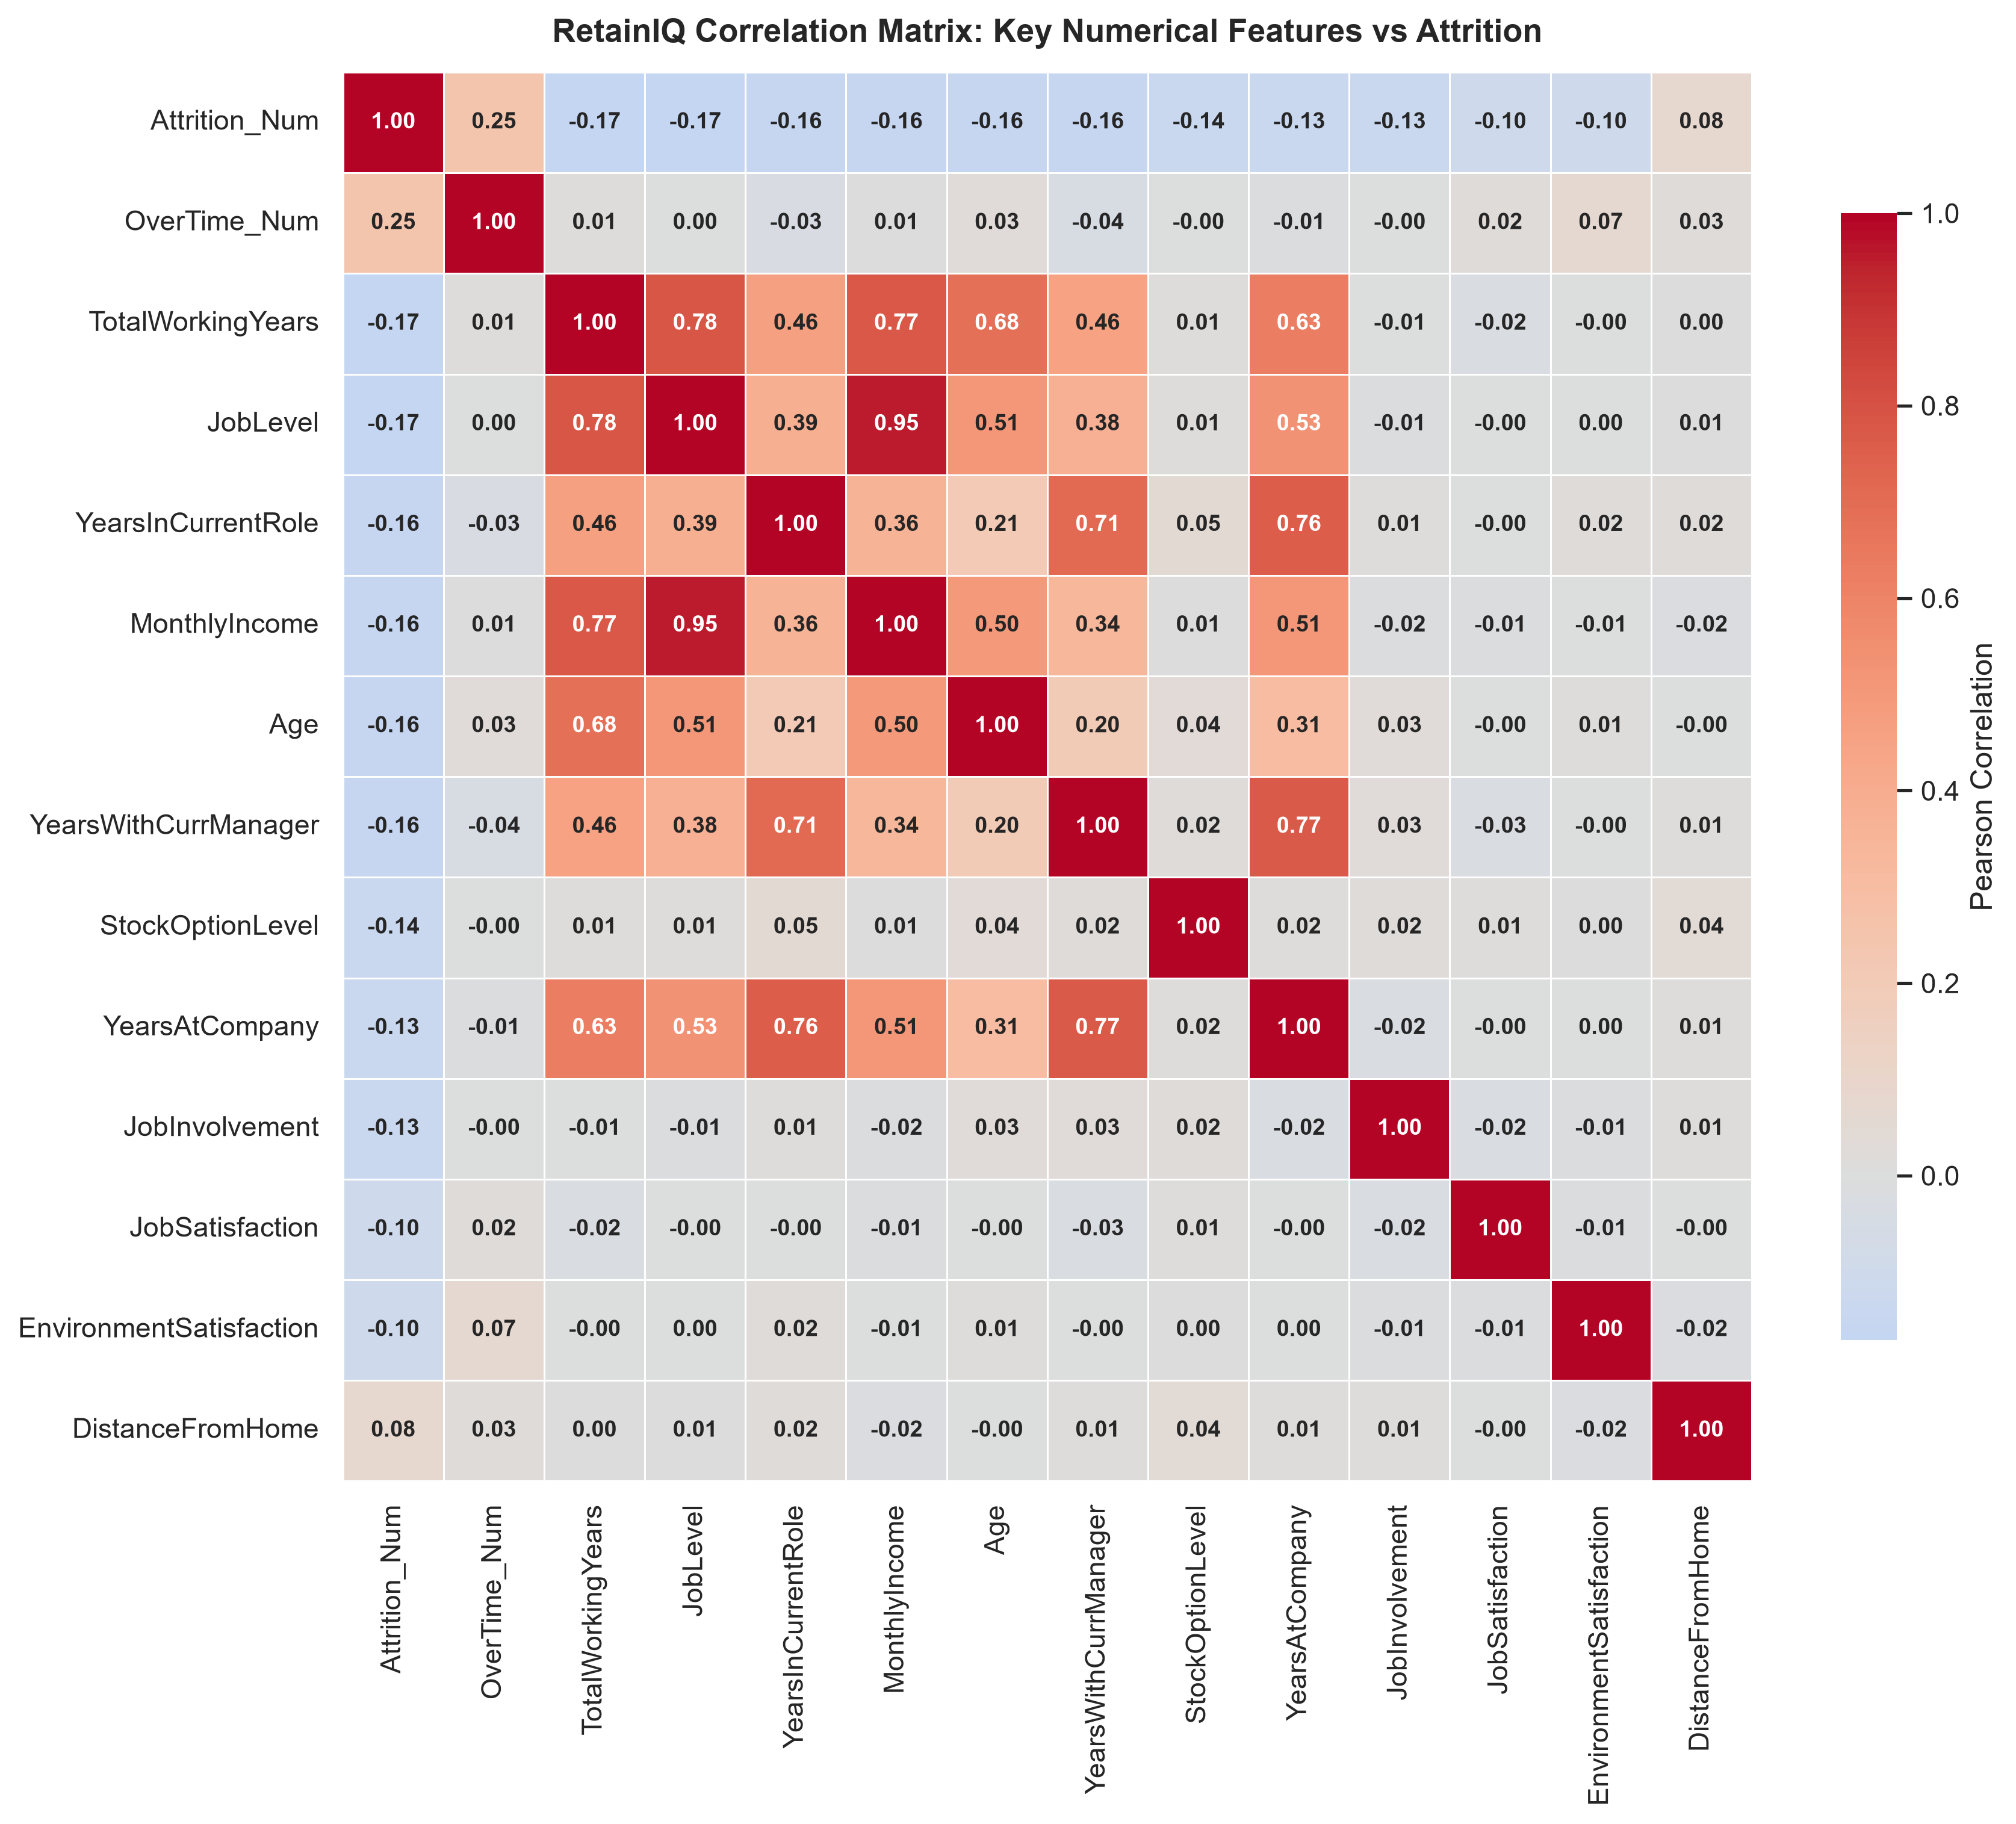 RetainIQ Correlation Matrix: Key Numerical Features vs Attrition
Attrition_Num 1.00 0.25 -0.17 -0.17 -0.16 -0.16 -0.16 -0.16 -0.14 -0.13 -0.13 -0.10 -0.10 0.08
OverTime_Num 0.25 1.00 0.01 0.00 -0.03 0.01 0.03 -0.04 -0.00 -0.01 -0.00 0.02 0.07 0.03
TotalWorkingYears -0.17 0.01 1.00 0.78 0.46 0.77 0.68 0.46 0.01 0.63 -0.01 -0.02 -0.00 0.00
JobLevel -0.17 0.00 0.78 1.00 0.39 0.95 0.51 0.38 0.01 0.53 -0.01 -0.00 0.00 0.01
YearsInCurrentRole -0.16 -0.03 0.46 0.39 1.00 0.36 0.21 0.71 0.05 0.76 0.01 -0.00 0.02 0.02
MonthlyIncome -0.16 0.01 0.77 0.95 0.36 1.00 0.50 0.34 0.01 0.51 -0.02 -0.01 -0.01 -0.02
Age -0.16 0.03 0.68 0.51 0.21 0.50 1.00 0.20 0.04 0.31 0.03 -0.00 0.01 -0.00
YearsWithCurrManager -0.16 -0.04 0.46 0.38 0.71 0.34 0.20 1.00 0.02 0.77 0.03 -0.03 -0.00 0.01
StockOptionLevel -0.14 -0.00 0.01 0.01 0.05 0.01 0.04 0.02 1.00 0.02 0.02 0.01 0.00 0.04
YearsAtCompany -0.13 -0.01 0.63 0.53 0.76 0.51 0.31 0.77 0.02 1.00 -0.02 -0.00 0.00 0.01
JobInvolvement -0.13 -0.00 -0.01 -0.01 0.01 -0.02 0.03 0.03 0.02 -0.02 1.00 -0.02 -0.01 0.01
JobSatisfaction -0.10 0.02 -0.02 -0.00 -0.00 -0.01 -0.00 -0.03 0.01 -0.00 -0.02 1.00 -0.01 -0.00
EnvironmentSatisfaction -0.10 0.07 -0.00 0.00 0.02 -0.01 0.01 -0.00 0.00 0.00 -0.01 -0.01 1.00 -0.02
DistanceFromHome 0.08 0.03 0.00 0.01 0.02 -0.02 -0.00 0.01 0.04 0.01 0.01 -0.00 -0.02 1.00
Attrition_Num
OverTime_Num
TotalWorkingYears
JobLevel
YearsInCurrentRole
MonthlyIncome
Age
YearsWithCurrManager
StockOptionLevel
YearsAtCompany
JobInvolvement
JobSatisfaction
EnvironmentSatisfaction
DistanceFromHome
1.0
0.8
0.6
0.4
0.2
0.0
Pearson Correlation